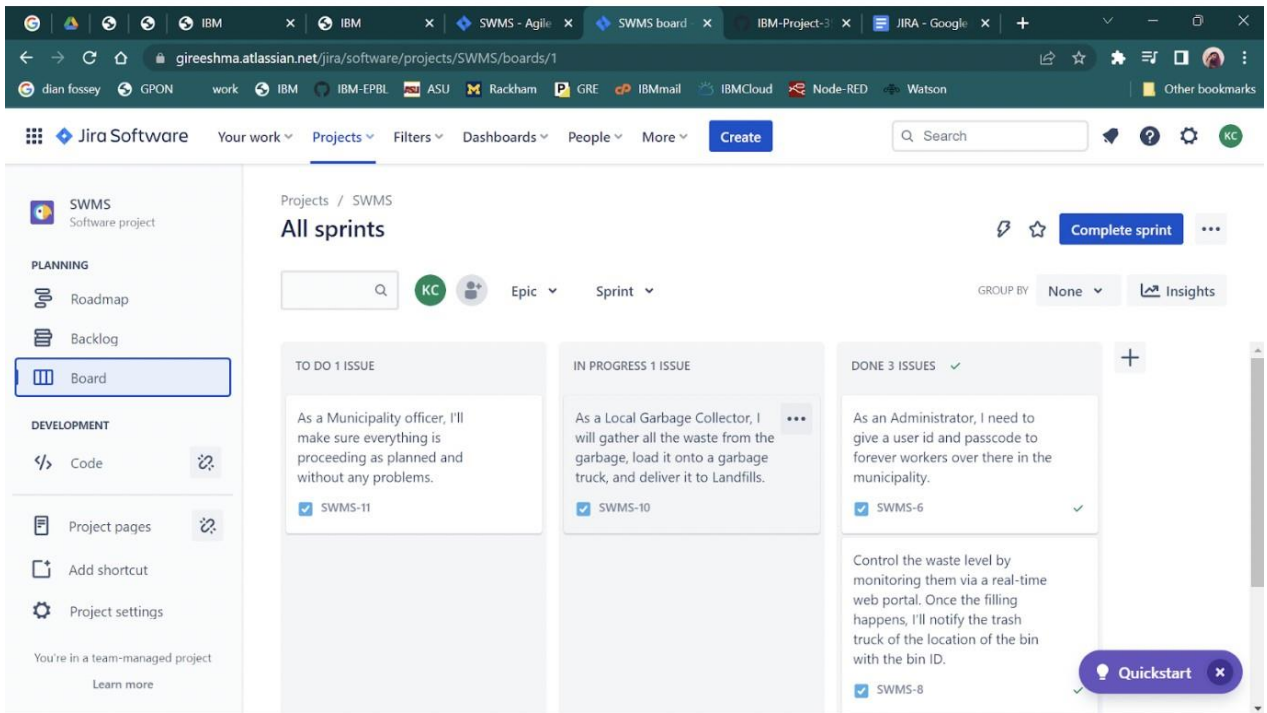 IBM
IBM
SWMS - Agile
SWMS board -
IBM-Project-3
JIRA - Google
gireeshma.atlassian.net/jira/software/projects/SWMS/boards/1
dian fossey
GPON
work
IBM
IBM-EPBL
ASU
Rackham
GRE
IBMmail
IBMCloud
Node-RED
Watson
Other bookmarks
Jira Software
Your work
Projects
Filters
Dashboards
People
More
Create
Search
KC
SWMS
Software project
PLANNING
Roadmap
Backlog
Board
DEVELOPMENT
Code
Project pages
Add shortcut
Project settings
You're in a team-managed project
Learn more
Projects / SWMS
All sprints
Complete sprint
KC
Epic
Sprint
GROUP BY
None
Insights
TO DO 1 ISSUE
As a Municipality officer, I'll
make sure everything is
proceeding as planned and
without any problems.
SWMS-11
IN PROGRESS 1 ISSUE
As a Local Garbage Collector, I
will gather all the waste from the
garbage, load it onto a garbage
truck, and deliver it to Landfills.
SWMS-10
DONE 3 ISSUES
As an Administrator, I need to
give a user id and passcode to
forever workers over there in the
municipality.
SWMS-6
Control the waste level by
monitoring them via a real-time
web portal. Once the filling
happens, I'll notify the trash
truck of the location of the bin
with the bin ID.
SWMS-8
Quickstart